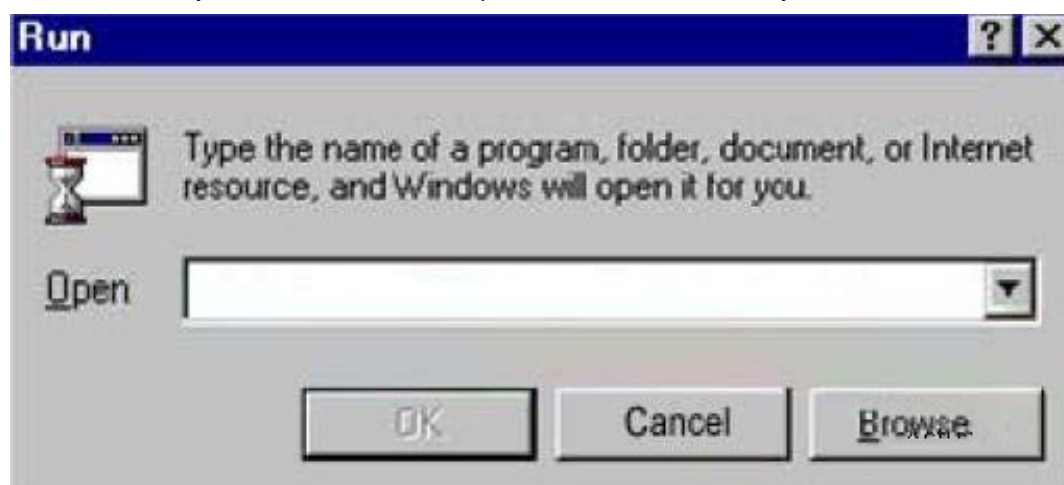 Run
Type the name of a program, folder, document, or Internet
resource, and Windows will open it for you.
Open
OK
Cancel
Browse